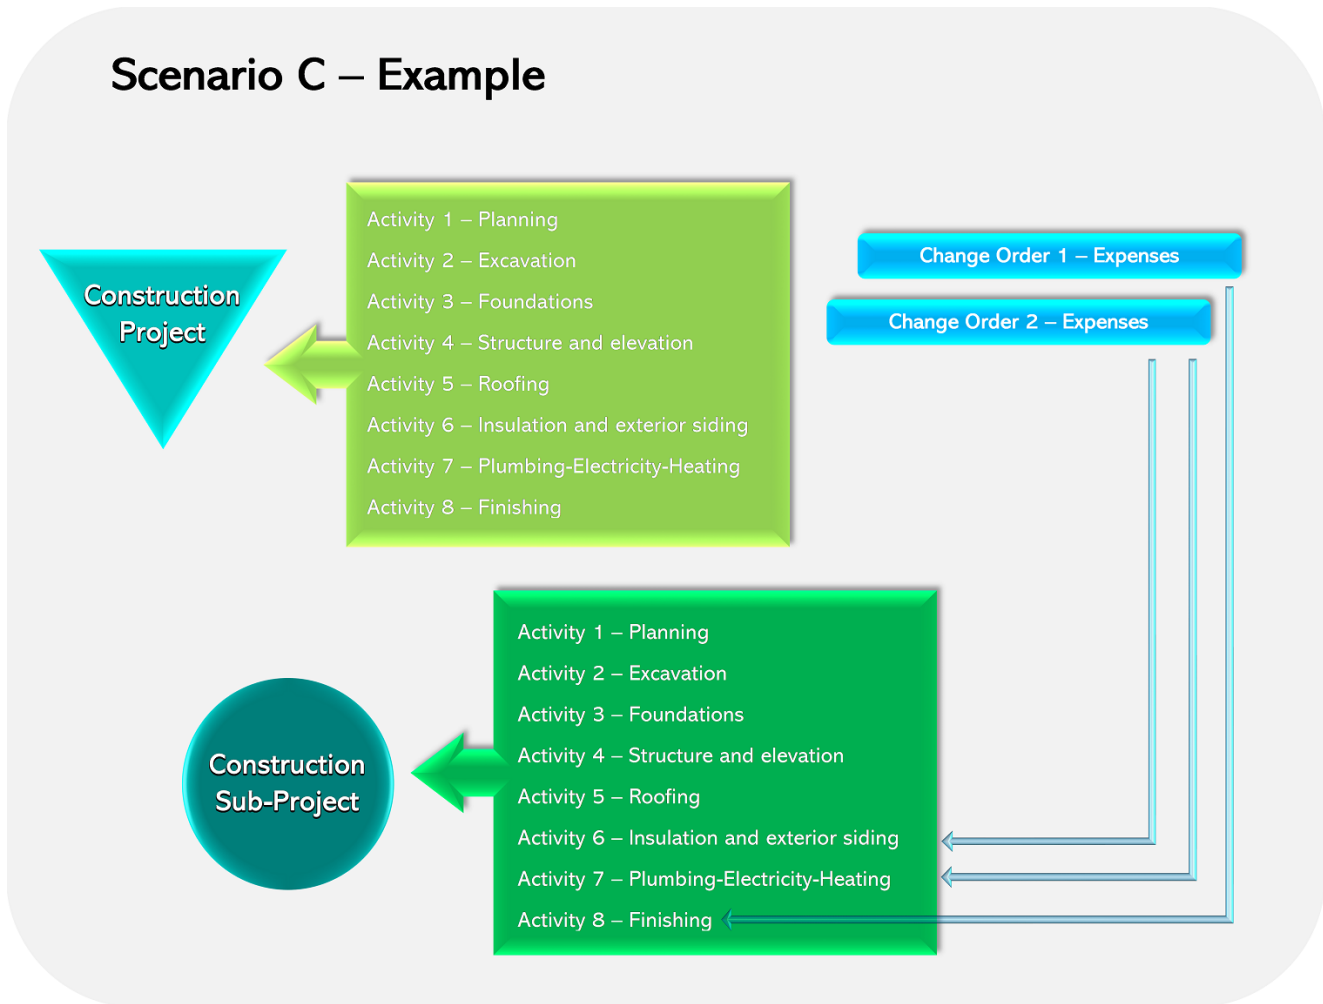 Scenario C – Example
Construction
Project
Activity 1 – Planning
Activity 2 – Excavation
Activity 3 – Foundations
Activity 4 – Structure and elevation
Activity 5 – Roofing
Activity 6 – Insulation and exterior siding
Activity 7 – Plumbing-Electricity-Heating
Activity 8 – Finishing
Change Order 1 – Expenses
Change Order 2 – Expenses
Construction
Sub-Project
Activity 1 – Planning
Activity 2 – Excavation
Activity 3 – Foundations
Activity 4 – Structure and elevation
Activity 5 – Roofing
Activity 6 – Insulation and exterior siding
Activity 7 – Plumbing-Electricity-Heating
Activity 8 – Finishing